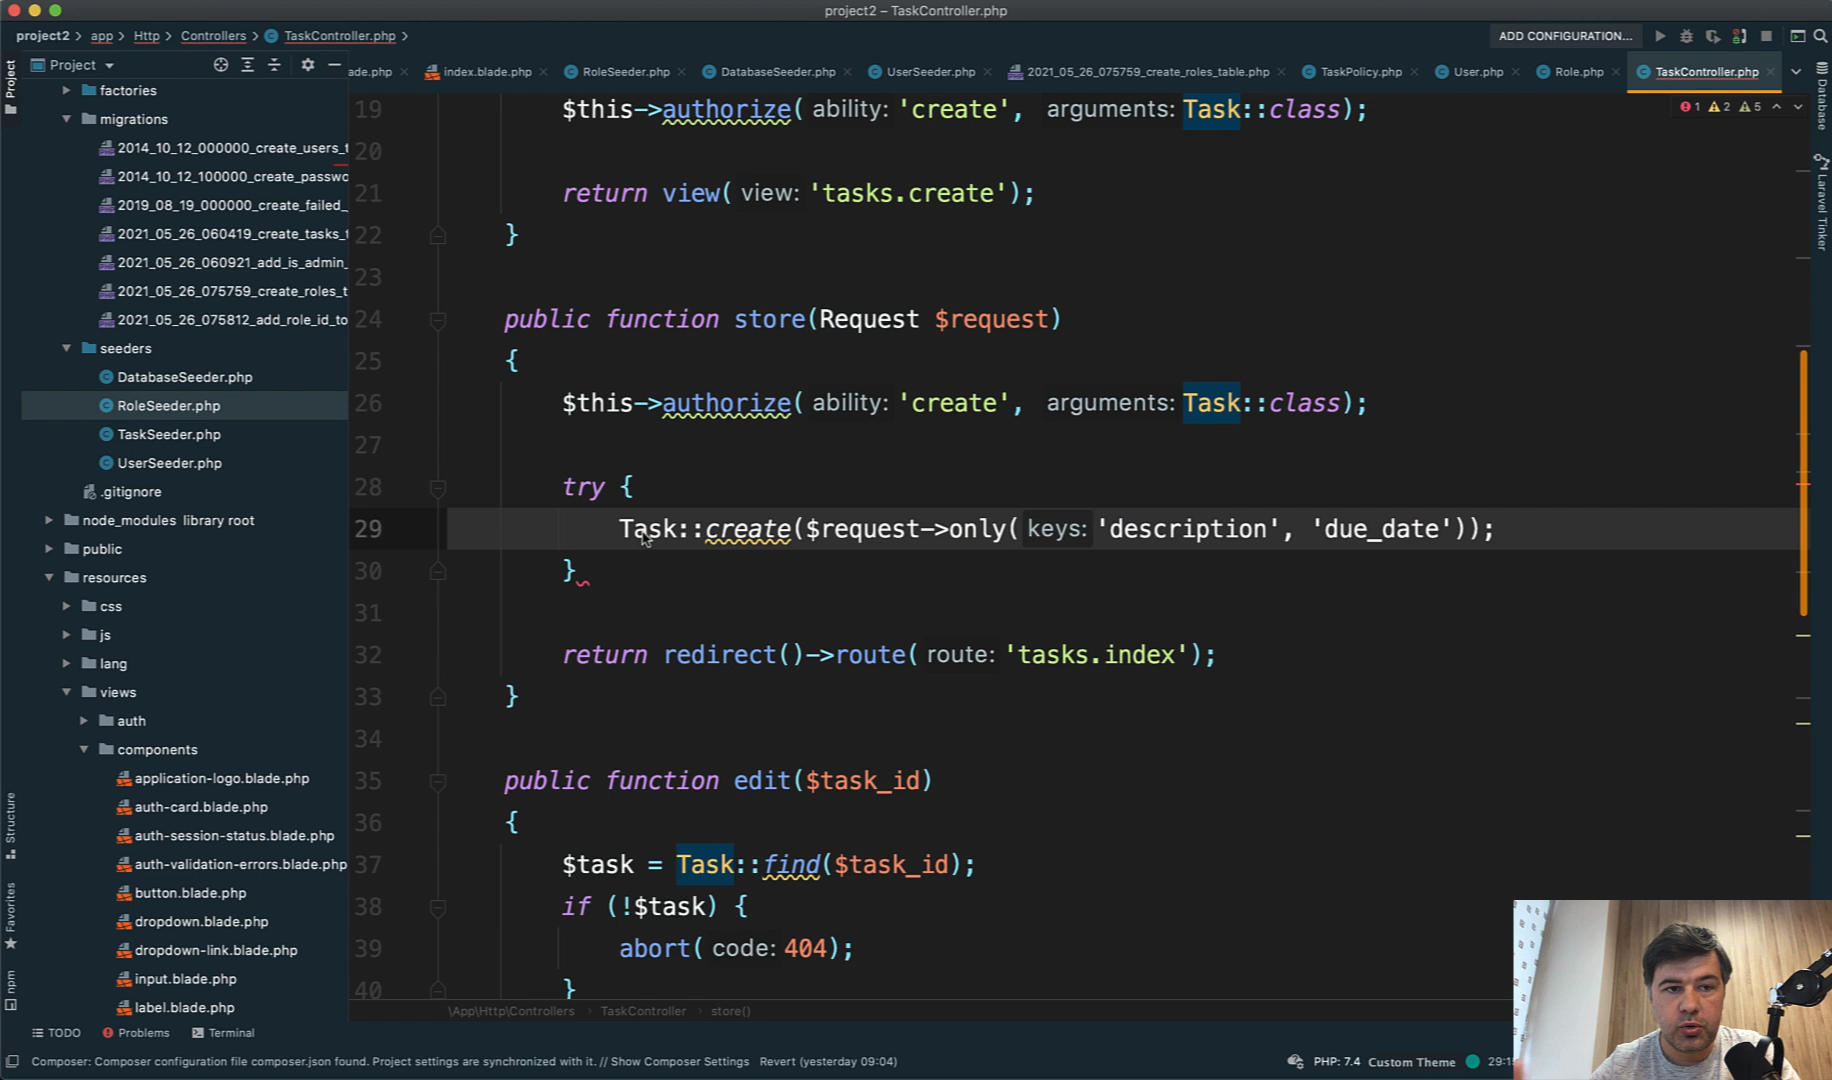 project2 – TaskController.php
project2 > app > Http > Controllers > TaskController.php >
ADD CONFIGURATION...
Project
ade.php
index.blade.php
RoleSeeder.php
DatabaseSeeder.php
UserSeeder.php
2021_05_26_075759_create_roles_table.php
TaskPolicy.php
User.php
Role.php
TaskController.php
1 2 5
Project
Structure
Favorites
npm
Database
Laravel Tinker
factories
migrations
2014_10_12_000000_create_users_t
2014_10_12_100000_create_passwo
2019_08_19_000000_create_failed_
2021_05_26_060419_create_tasks_t
2021_05_26_060921_add_is_admin_
2021_05_26_075759_create_roles_t
2021_05_26_075812_add_role_id_to
seeders
DatabaseSeeder.php
RoleSeeder.php
TaskSeeder.php
UserSeeder.php
.gitignore
node_modules library root
public
resources
css
js
lang
views
auth
components
application-logo.blade.php
auth-card.blade.php
auth-session-status.blade.php
auth-validation-errors.blade.php
button.blade.php
dropdown.blade.php
dropdown-link.blade.php
input.blade.php
label.blade.php
19 $this->authorize( ability: 'create', arguments: Task::class);
20
21 return view( view: 'tasks.create');
22 }
23
24 public function store(Request $request)
25 {
26 $this->authorize( ability: 'create', arguments: Task::class);
27
28 try {
29 Task::create($request->only( keys: 'description', 'due_date'));
30 }
31
32 return redirect()->route( route: 'tasks.index');
33 }
34
35 public function edit($task_id)
36 {
37 $task = Task::find($task_id);
38 if (!$task) {
39 abort( code: 404);
40 }
\App\Http\Controllers > TaskController > store()
TODO Problems Terminal
Composer: Composer configuration file composer.json found. Project settings are synchronized with it. // Show Composer Settings Revert (yesterday 09:04)
PHP: 7.4 Custom Theme